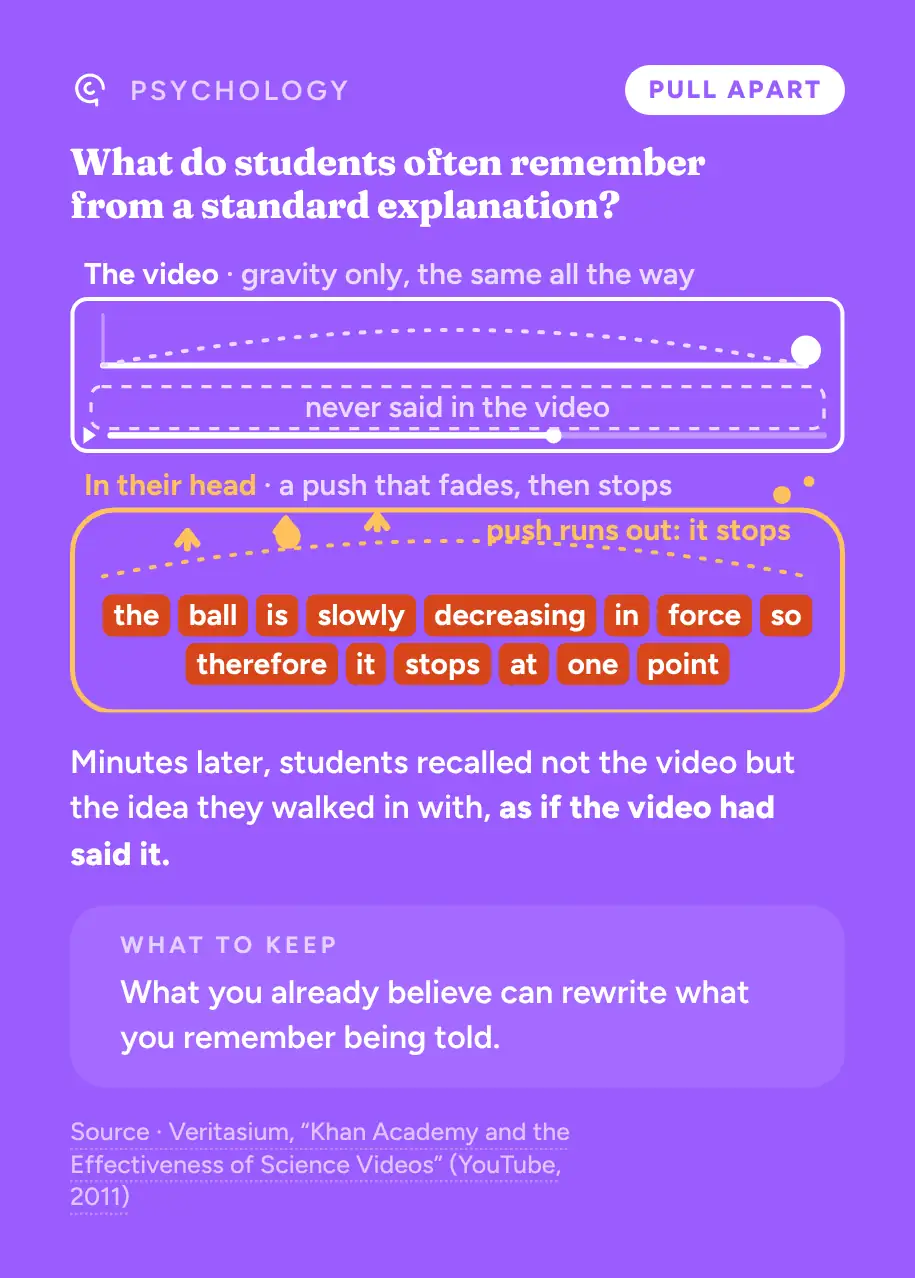 PSYCHOLOGY
PULL APART
What do students often remember
from a standard explanation?
The video · gravity only, the same all the way
never said in the video
In their head · a push that fades, then stops
push runs out: it stops
the ball is slowly decreasing in force so
therefore it stops at one point
Minutes later, students recalled not the video but
the idea they walked in with, as if the video had
said it.
WHAT TO KEEP
What you already believe can rewrite what
you remember being told.
Source · Veritasium, “Khan Academy and the
Effectiveness of Science Videos” (YouTube,
2011)